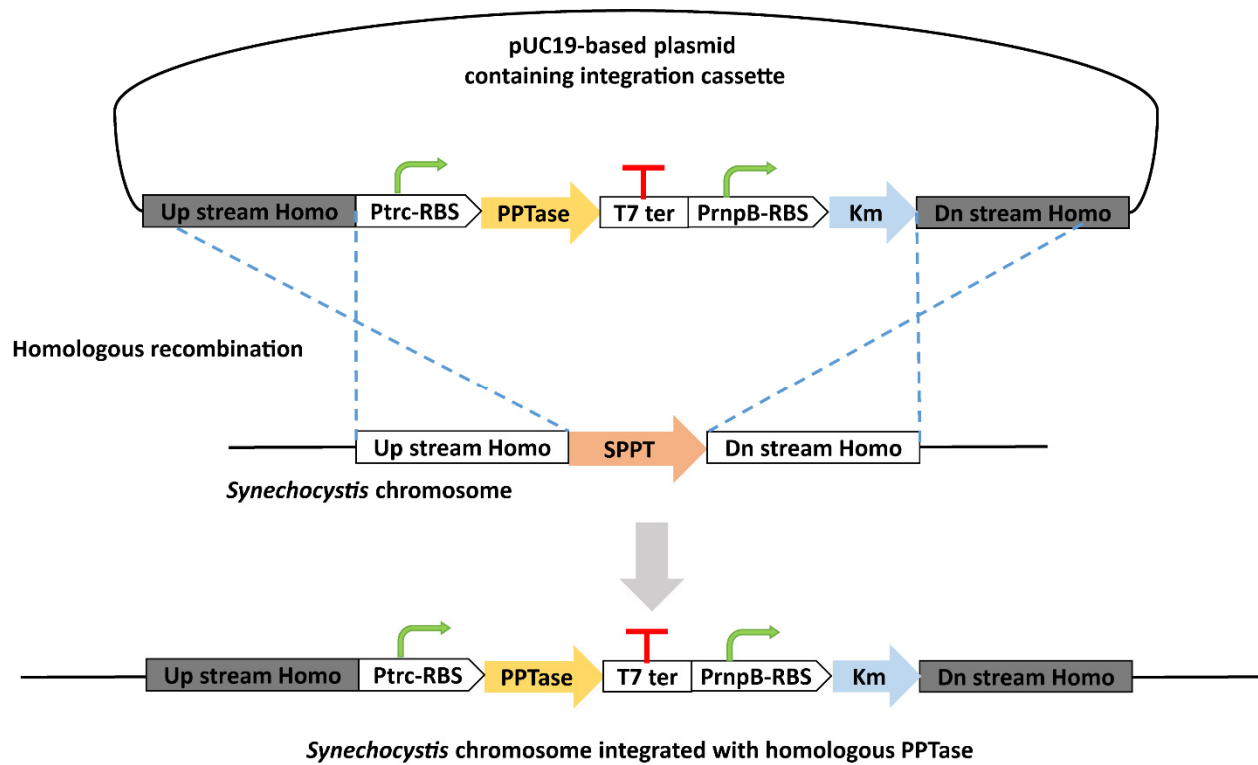 pUC19-based plasmid
containing integration cassette
Up stream Homo Ptrc-RBS PPTase T7 ter PrnpB-RBS Km Dn stream Homo
Homologous recombination
Up stream Homo SPPT Dn stream Homo
Synechocystis chromosome
Up stream Homo Ptrc-RBS PPTase T7 ter PrnpB-RBS Km Dn stream Homo
Synechocystis chromosome integrated with homologous PPTase